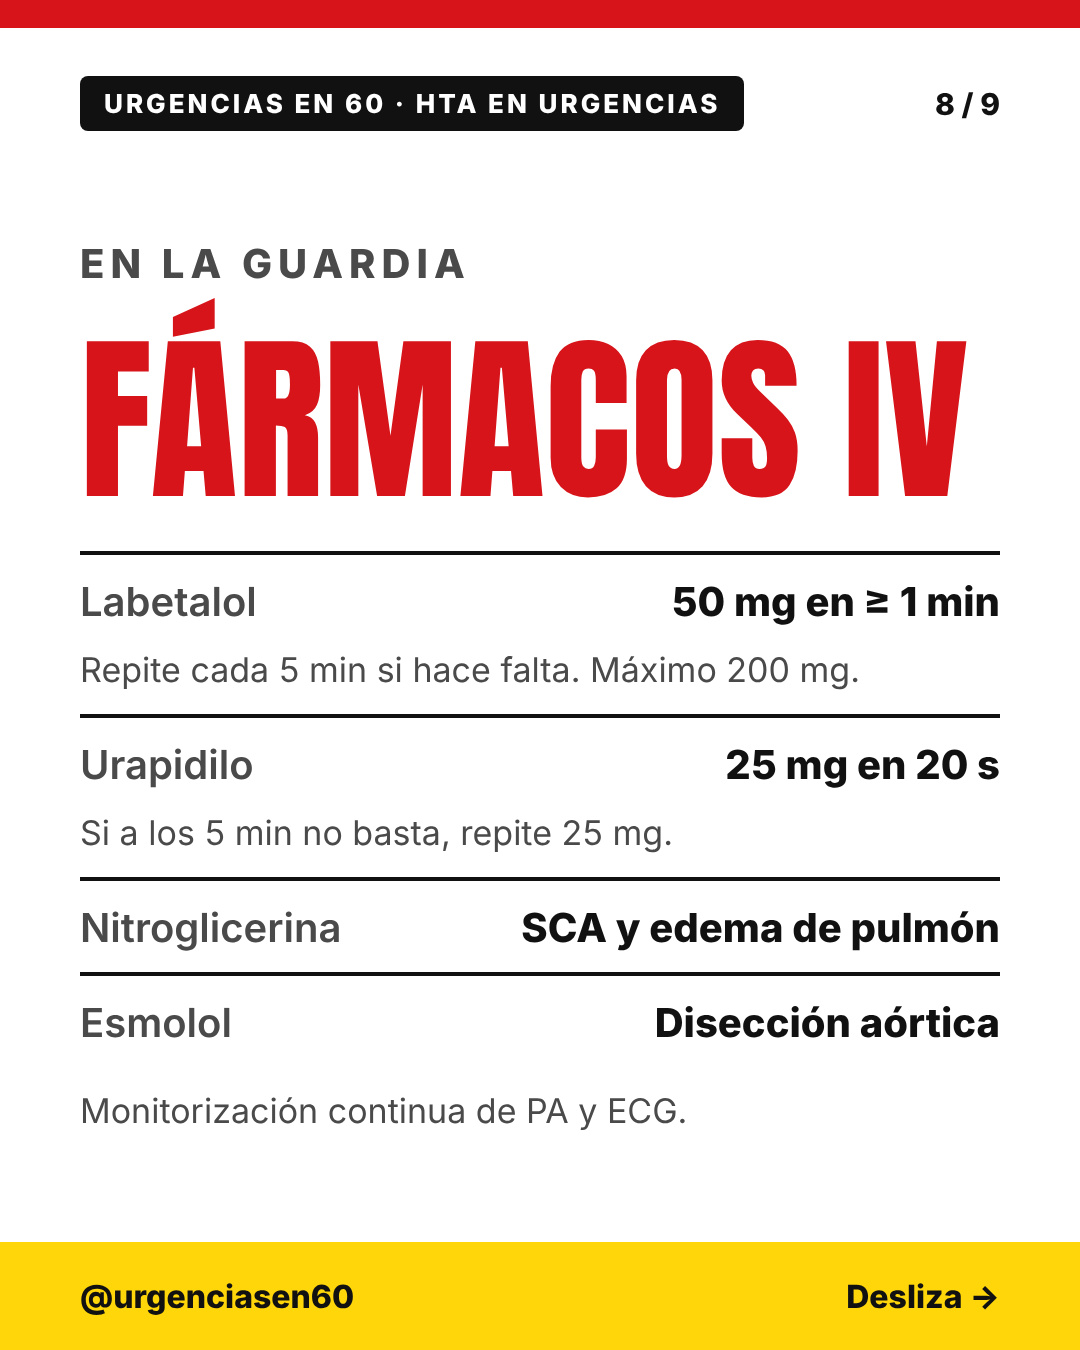 URGENCIAS EN 60 · HTA EN URGENCIAS
8 / 9
EN LA GUARDIA
FÁRMACOS IV
Labetalol 50 mg en ≥ 1 min
Repite cada 5 min si hace falta. Máximo 200 mg.
Urapidilo 25 mg en 20 s
Si a los 5 min no basta, repite 25 mg.
Nitroglicerina SCA y edema de pulmón
Esmolol Disección aórtica
Monitorización continua de PA y ECG.
@urgenciasen60 Desliza →